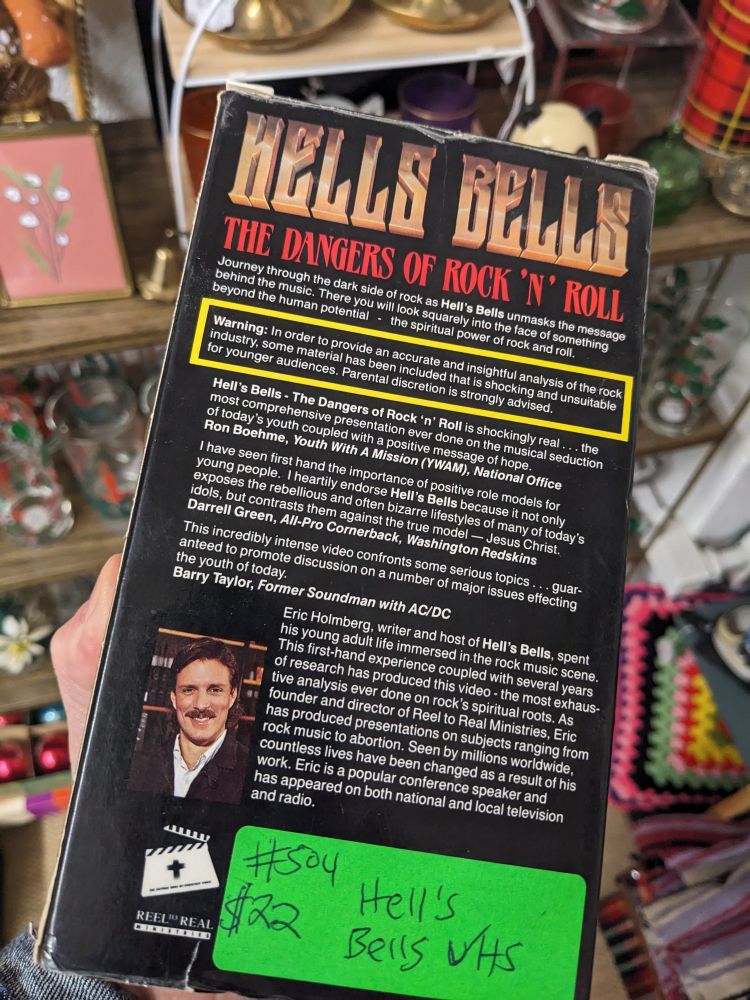 HELLS BELLS
THE DANGERS OF ROCK 'N' ROLL
Journey through the dark side of rock as Hell's Bells unmasks the message
behind the music. There you will look squarely into the face of something
beyond the human potential - the spiritual power of rock and roll.
Warning: In order to provide an accurate and insightful analysis of the rock
industry, some material has been included that is shocking and unsuitable
for younger audiences. Parental discretion is strongly advised.
Hell's Bells - The Dangers of Rock 'n' Roll is shockingly real . . . the
most comprehensive presentation ever done on the musical seduction
of today's youth coupled with a positive message of hope.
Ron Boehme, Youth With A Mission (YWAM), National Office
I have seen first hand the importance of positive role models for
young people. I heartily endorse Hell's Bells because it not only
exposes the rebellious and often bizarre lifestyles of many of today's
idols, but contrasts them against the true model — Jesus Christ.
Darrell Green, All-Pro Cornerback, Washington Redskins
This incredibly intense video confronts some serious topics . . . guar-
anteed to promote discussion on a number of major issues effecting
the youth of today.
Barry Taylor, Former Soundman with AC/DC
Eric Holmberg, writer and host of Hell's Bells, spent
his young adult life immersed in the rock music scene.
This first-hand experience coupled with several years
of research has produced this video - the most exhaus-
tive analysis ever done on rock's spiritual roots. As
founder and director of Reel to Real Ministries, Eric
has produced presentations on subjects ranging from
rock music to abortion. Seen by millions worldwide,
countless lives have been changed as a result of his
work. Eric is a popular conference speaker and
has appeared on both national and local television
and radio.
REEL TO REAL
MINISTRIES
#504
$22
Hell's
Bells VHS